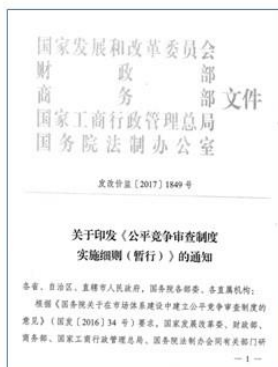 国家发展和改革委员会
财政部
商务部 文件
国家工商行政管理总局
国务院法制办公室
发改价监〔2017〕1849号
关于印发《公平竞争审查制度
实施细则（暂行）》的通知
各省、自治区、直辖市人民政府，国务院各部委、各直属机构：
根据《国务院关于在市场体系建设中建立公平竞争审查制度的
意见》（国发〔2016〕34号）要求，国家发展改革委、财政部、
商务部、国家工商行政管理总局、国务院法制办会同有关部门研
— 1 —